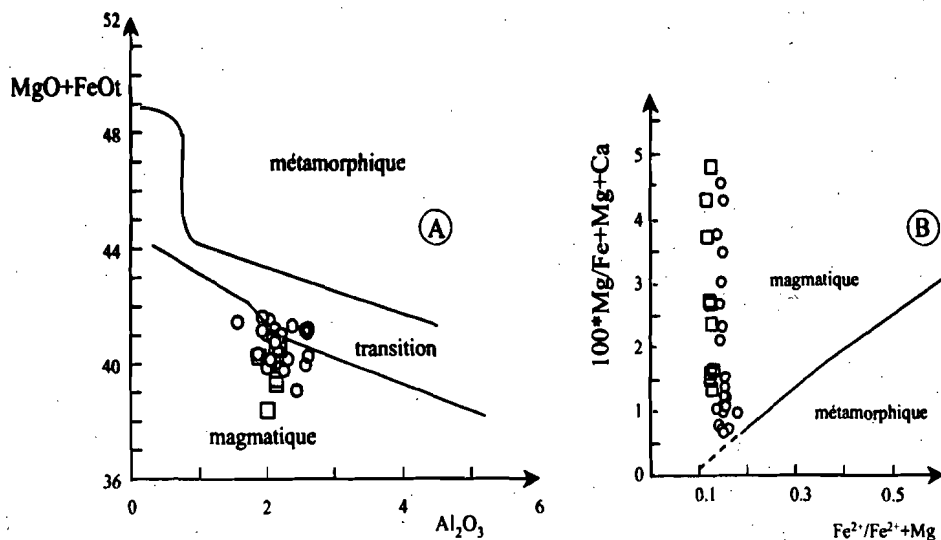 52
MgO+FeOt
48
métamorphique
A
44
transition
40
magmatique
36
0
2
4
6
Al₂O₃
100*Mg/Fe+Mg+Ca
5
4
3
2
1
0
B
magmatique
métamorphique
0.1
0.3
0.5
Fe²⁺/Fe²⁺+Mg